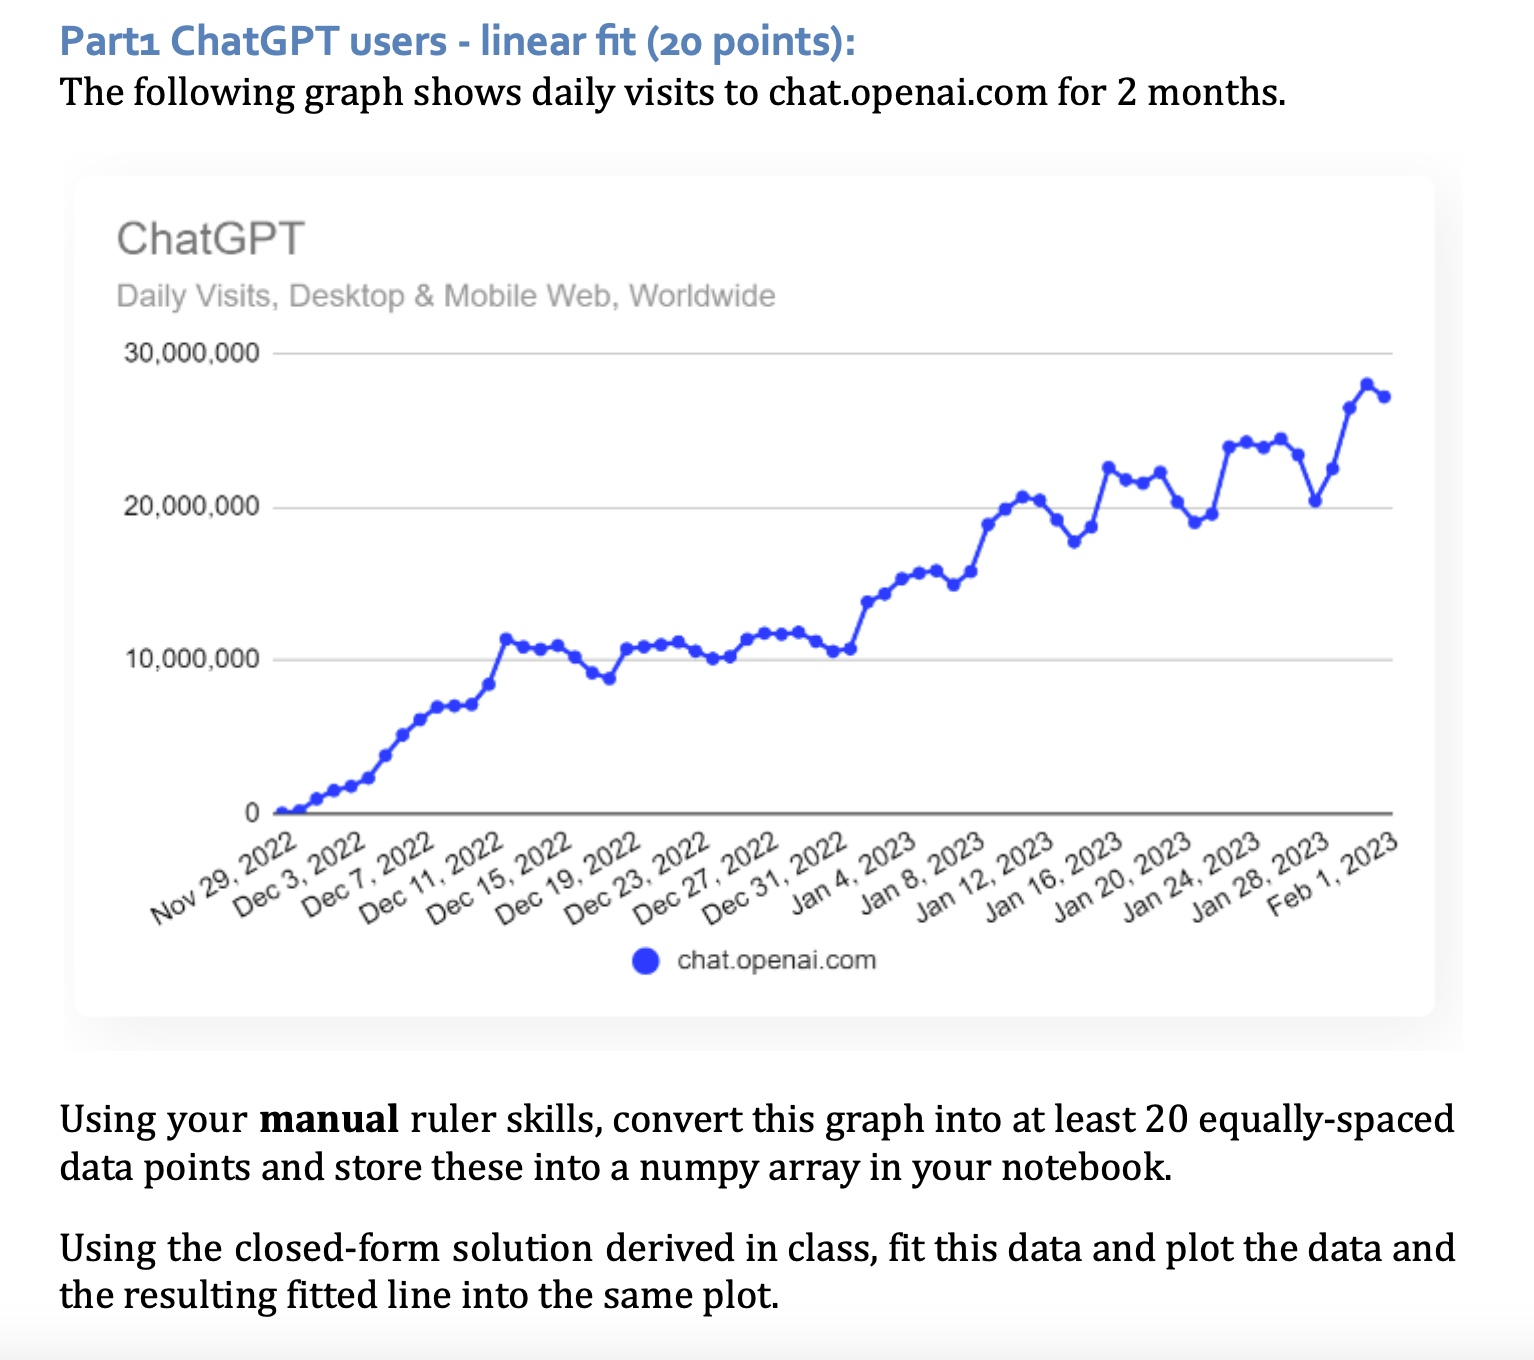 Part1 ChatGPT users - linear fit (20 points):
The following graph shows daily visits to chat.openai.com for 2 months.
ChatGPT
Daily Visits, Desktop & Mobile Web, Worldwide
30,000,000
20,000,000
10,000,000
0
Nov 29, 2022
Dec 3, 2022
Dec 7, 2022
Dec 11, 2022
Dec 15, 2022
Dec 19, 2022
Dec 23, 2022
Dec 27, 2022
Dec 31, 2022
Jan 4, 2023
Jan 8, 2023
Jan 12, 2023
Jan 16, 2023
Jan 20, 2023
Jan 24, 2023
Jan 28, 2023
Feb 1, 2023
chat.openai.com
Using your manual ruler skills, convert this graph into at least 20 equally-spaced
data points and store these into a numpy array in your notebook.
Using the closed-form solution derived in class, fit this data and plot the data and
the resulting fitted line into the same plot.